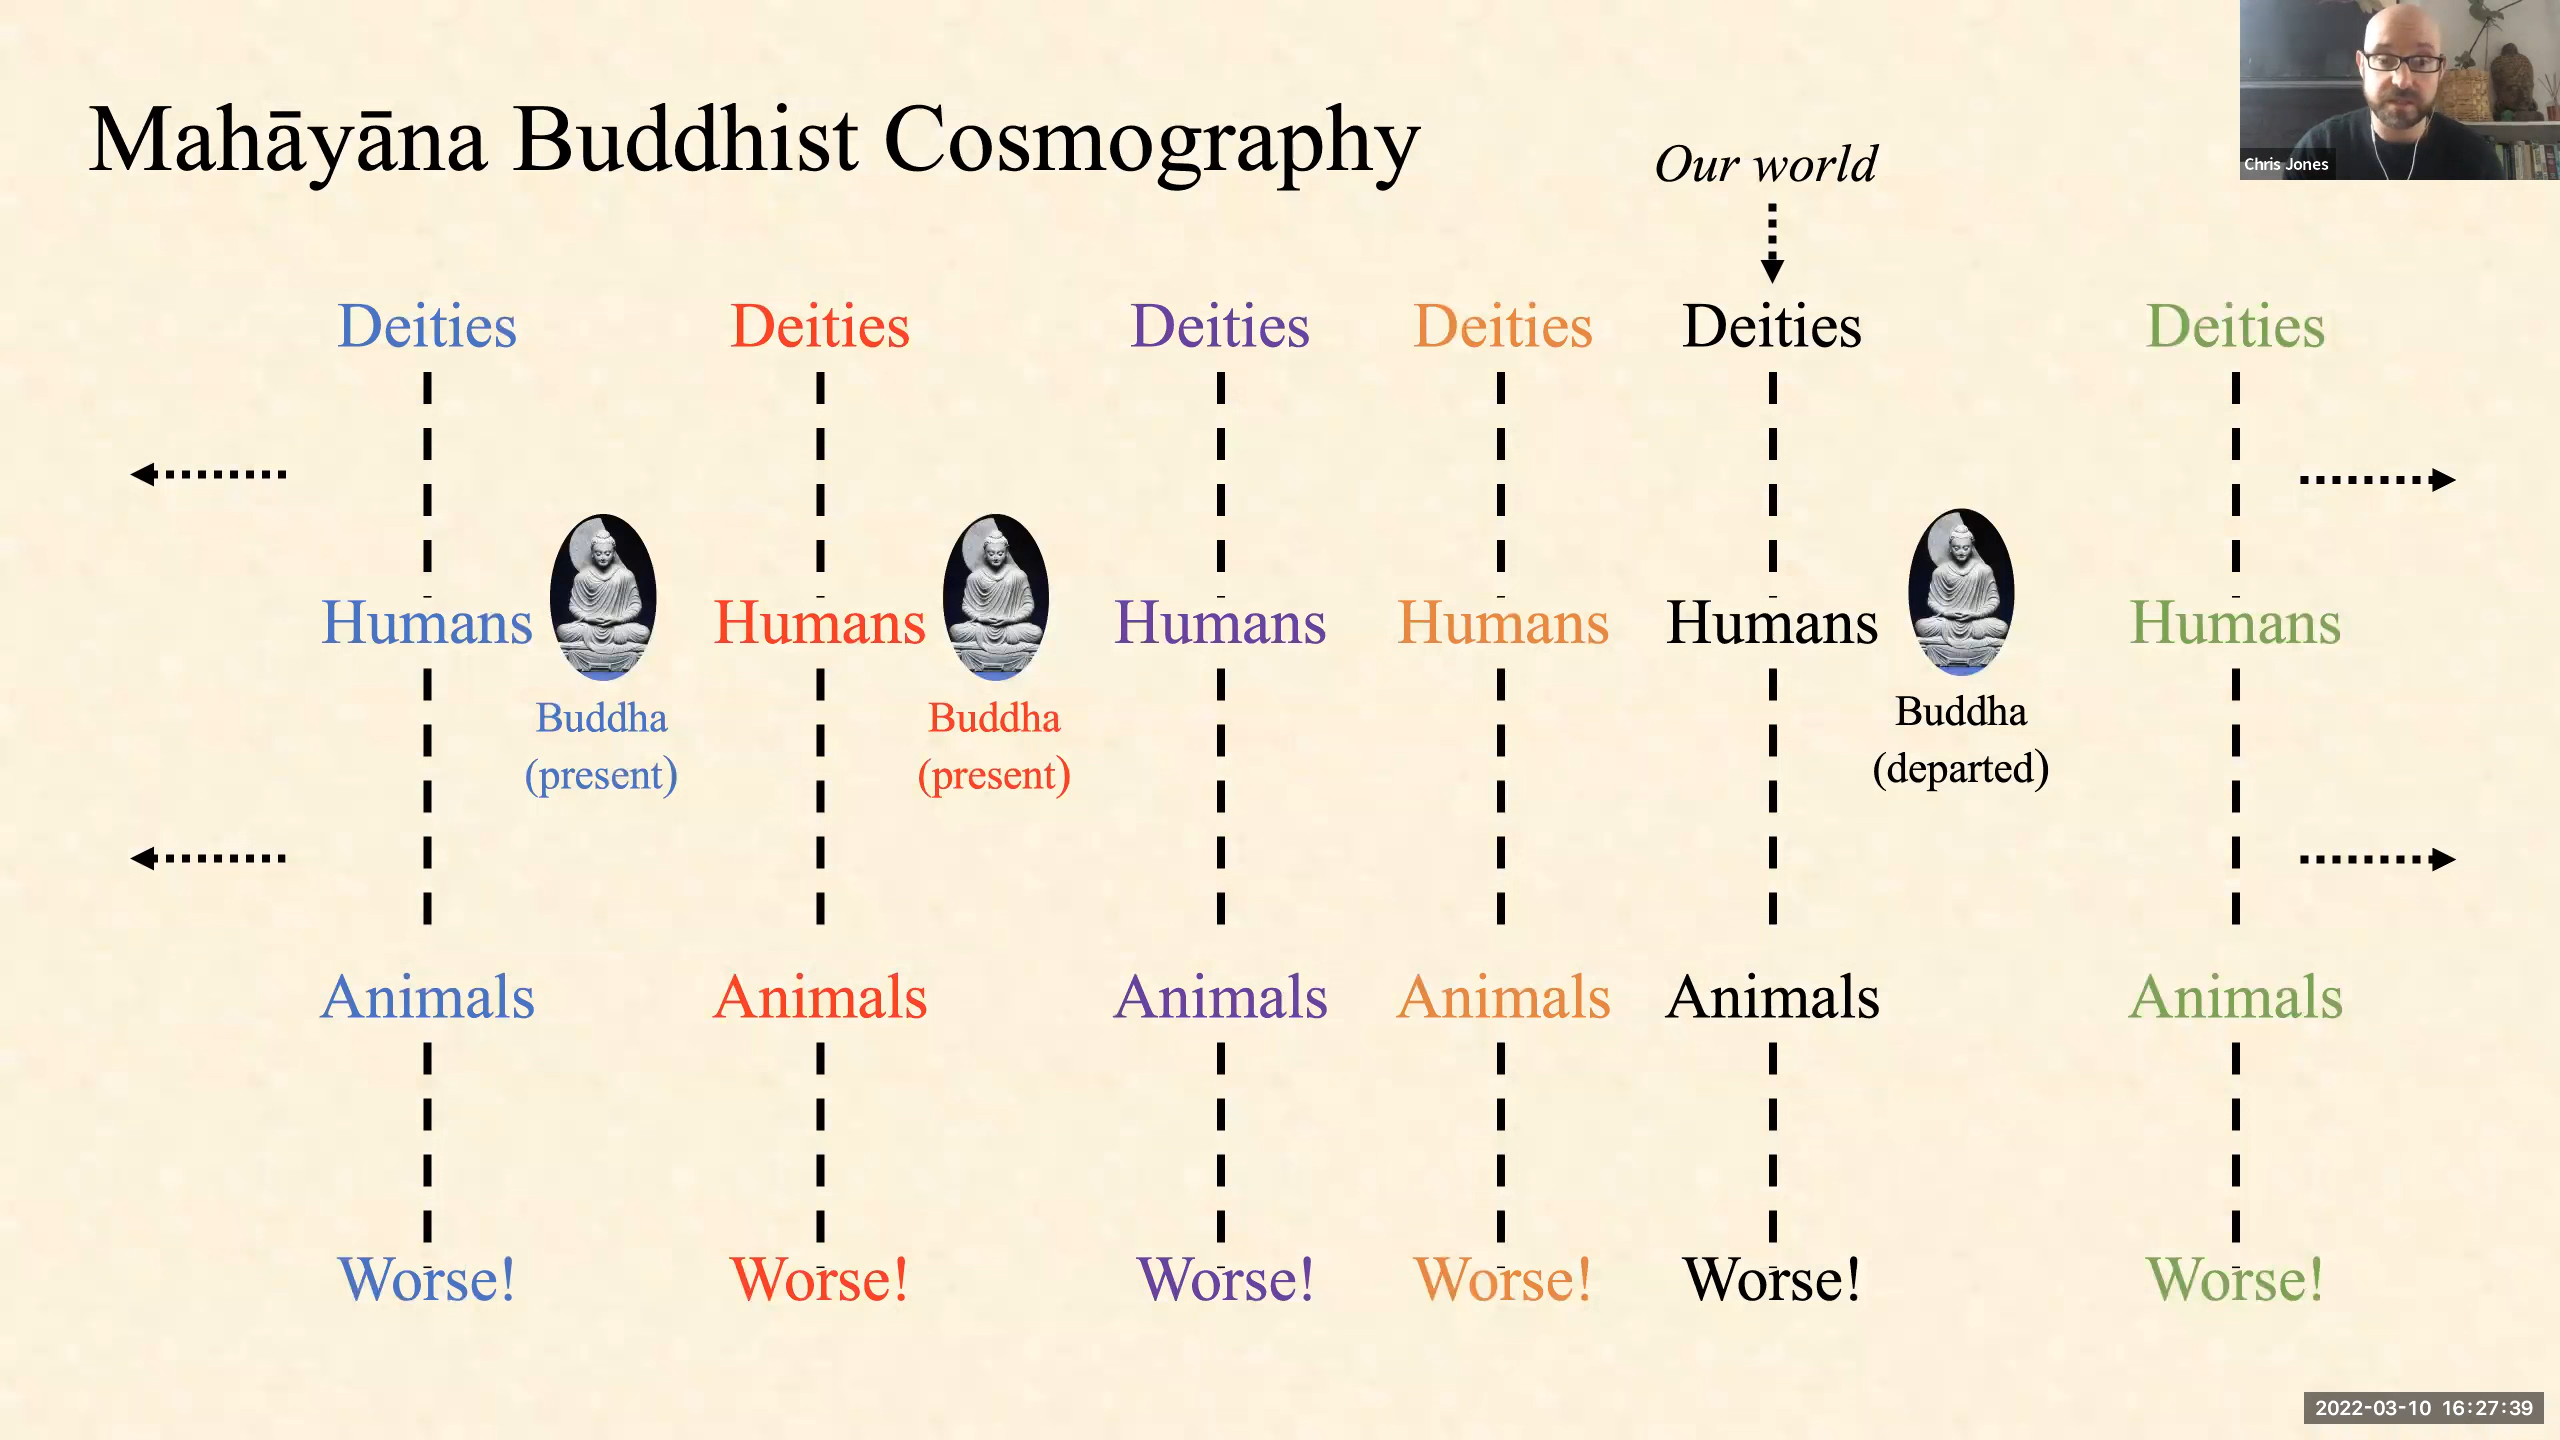 Mahāyāna Buddhist Cosmography
Our world
Chris Jones
Deities Deities Deities Deities Deities Deities
Humans Humans Humans Humans Humans Humans
Buddha Buddha Buddha
(present) (present) (departed)
Animals Animals Animals Animals Animals Animals
Worse! Worse! Worse! Worse! Worse! Worse!
2022-03-10 16:27:39